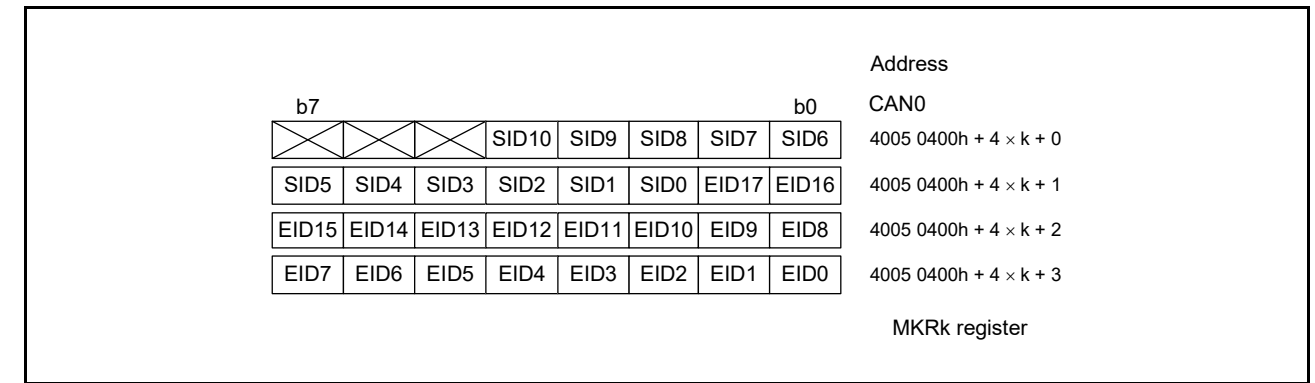 Address
b7 b0 CAN0
SID10 SID9 SID8 SID7 SID6 4005 0400h + 4 × k + 0
SID5 SID4 SID3 SID2 SID1 SID0 EID17 EID16 4005 0400h + 4 × k + 1
EID15 EID14 EID13 EID12 EID11 EID10 EID9 EID8 4005 0400h + 4 × k + 2
EID7 EID6 EID5 EID4 EID3 EID2 EID1 EID0 4005 0400h + 4 × k + 3
MKRk register